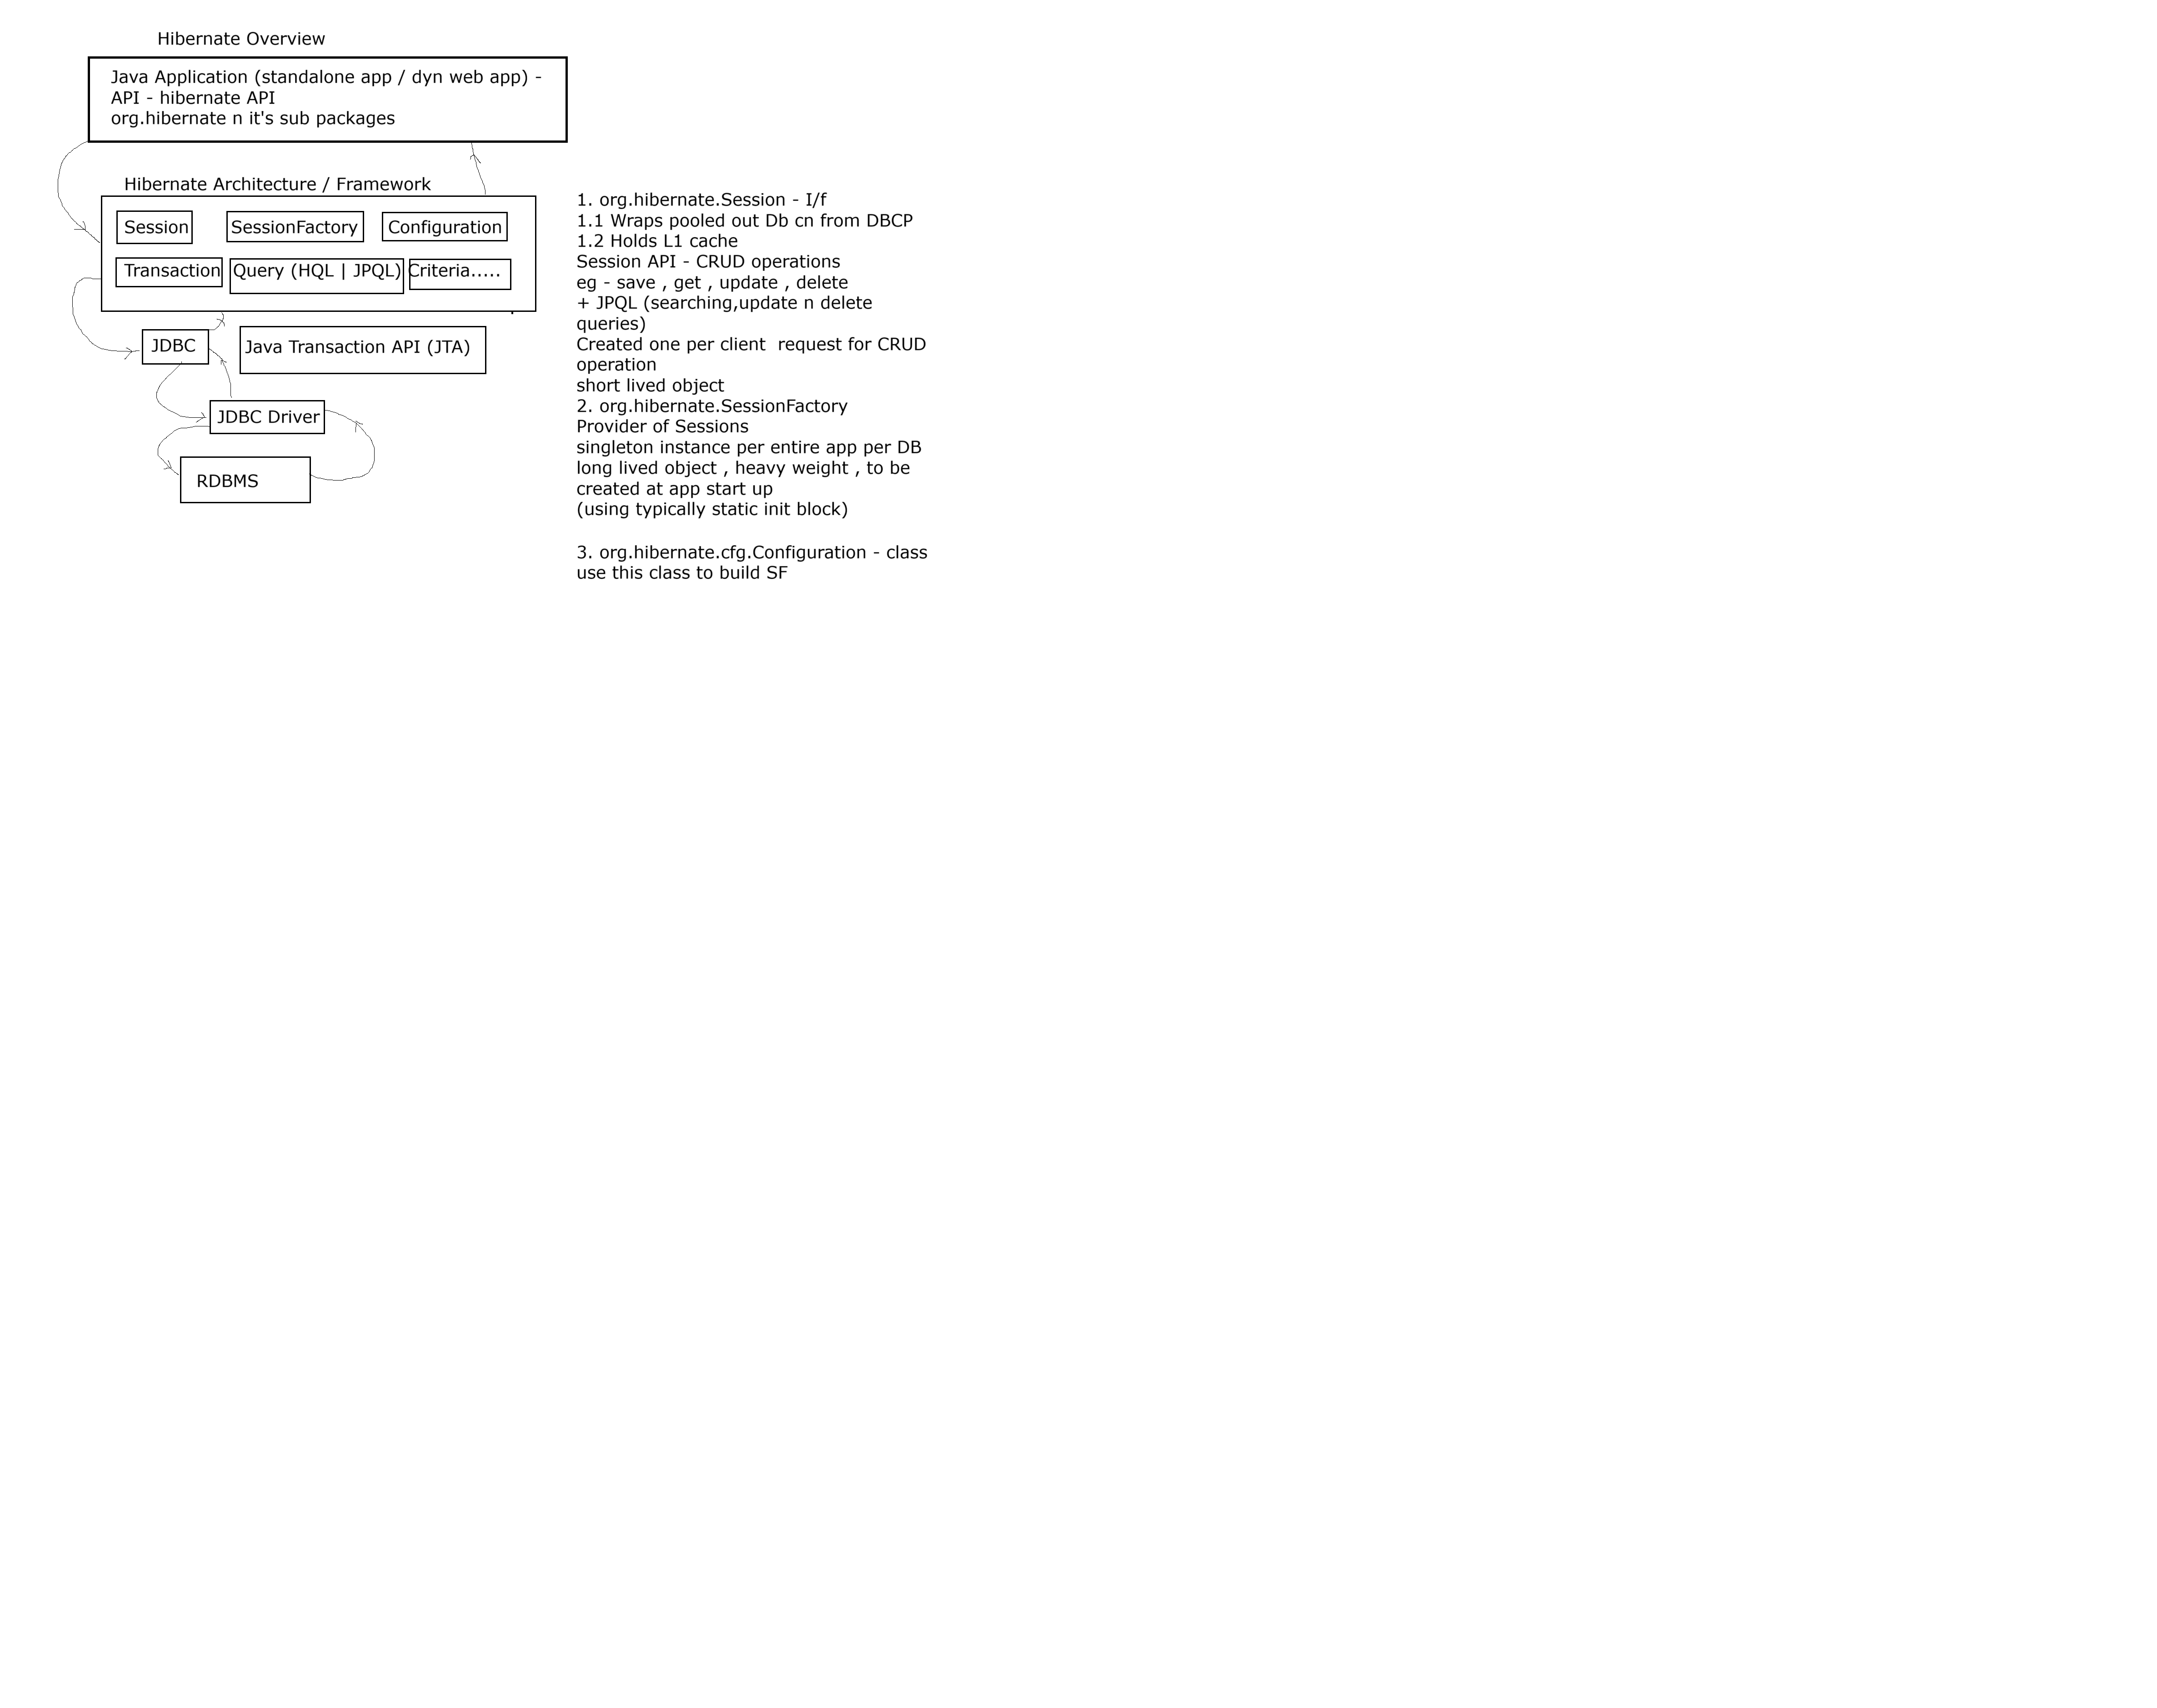 Hibernate Overview
Java Application (standalone app / dyn web app) -
API - hibernate API
org.hibernate n it's sub packages
Hibernate Architecture / Framework
Session
SessionFactory
Configuration
Transaction
Query (HQL | JPQL)
Criteria.....
JDBC
Java Transaction API (JTA)
JDBC Driver
RDBMS
1. org.hibernate.Session - I/f
1.1 Wraps pooled out Db cn from DBCP
1.2 Holds L1 cache
Session API - CRUD operations
eg - save , get , update , delete
+ JPQL (searching,update n delete
queries)
Created one per client  request for CRUD
operation
short lived object
2. org.hibernate.SessionFactory
Provider of Sessions
singleton instance per entire app per DB
long lived object , heavy weight , to be
created at app start up
(using typically static init block)
3. org.hibernate.cfg.Configuration - class
use this class to build SF